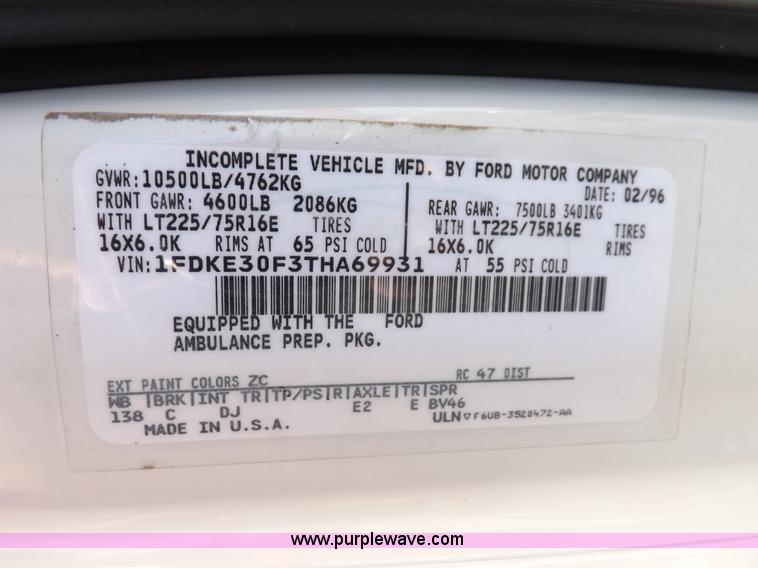 INCOMPLETE VEHICLE MFD. BY FORD MOTOR COMPANY
GVWR:10500LB/4762KG DATE: 02/96
FRONT GAWR: 4600LB 2086KG REAR GAWR: 7500LB 3401KG
WITH LT225/75R16E TIRES WITH LT225/75R16E TIRES
16X6.0K RIMS AT 65 PSI COLD 16X6.0K RIMS
VIN:1FDKE30F3THA69931 AT 55 PSI COLD
EQUIPPED WITH THE FORD
AMBULANCE PREP. PKG.
EXT PAINT COLORS ZC RC 47 DIST
WB |BRK|INT TR|TP/PS|R|AXLE|TR|SPR
138 C DJ E2 E BV46
MADE IN U.S.A. ULN ▽F6UB-3520472-AA
www.purplewave.com